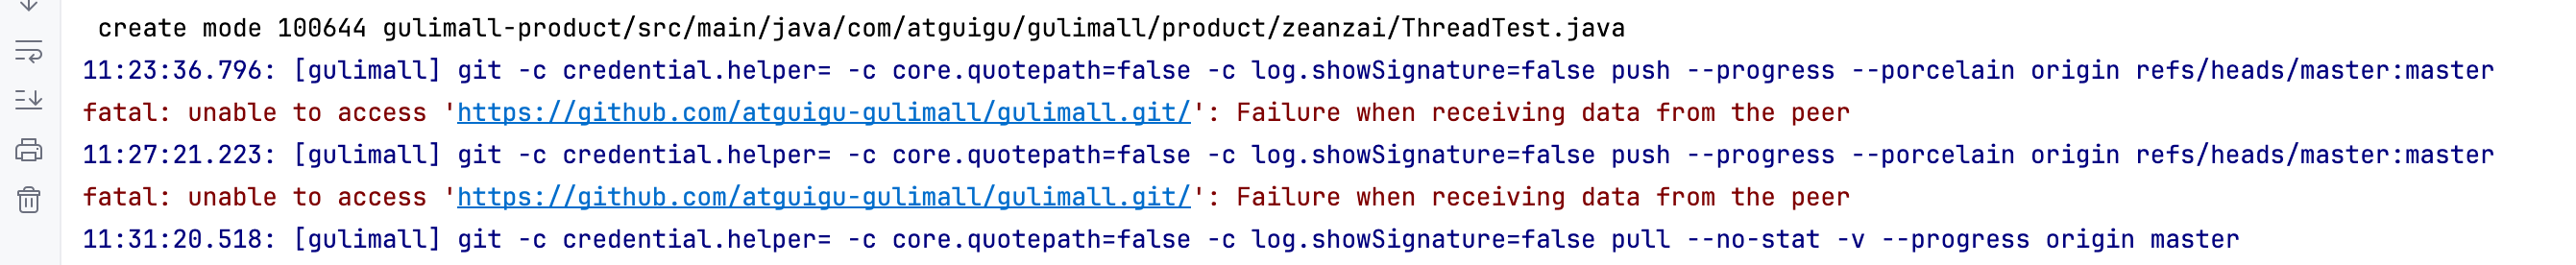 create mode 100644 gulimall-product/src/main/java/com/atguigu/gulimall/product/zeanzai/ThreadTest.java
11:23:36.796: [gulimall] git -c credential.helper= -c core.quotepath=false -c log.showSignature=false push --progress --porcelain origin refs/heads/master:master
fatal: unable to access 'https://github.com/atguigu-gulimall/gulimall.git/': Failure when receiving data from the peer
11:27:21.223: [gulimall] git -c credential.helper= -c core.quotepath=false -c log.showSignature=false push --progress --porcelain origin refs/heads/master:master
fatal: unable to access 'https://github.com/atguigu-gulimall/gulimall.git/': Failure when receiving data from the peer
11:31:20.518: [gulimall] git -c credential.helper= -c core.quotepath=false -c log.showSignature=false pull --no-stat -v --progress origin master